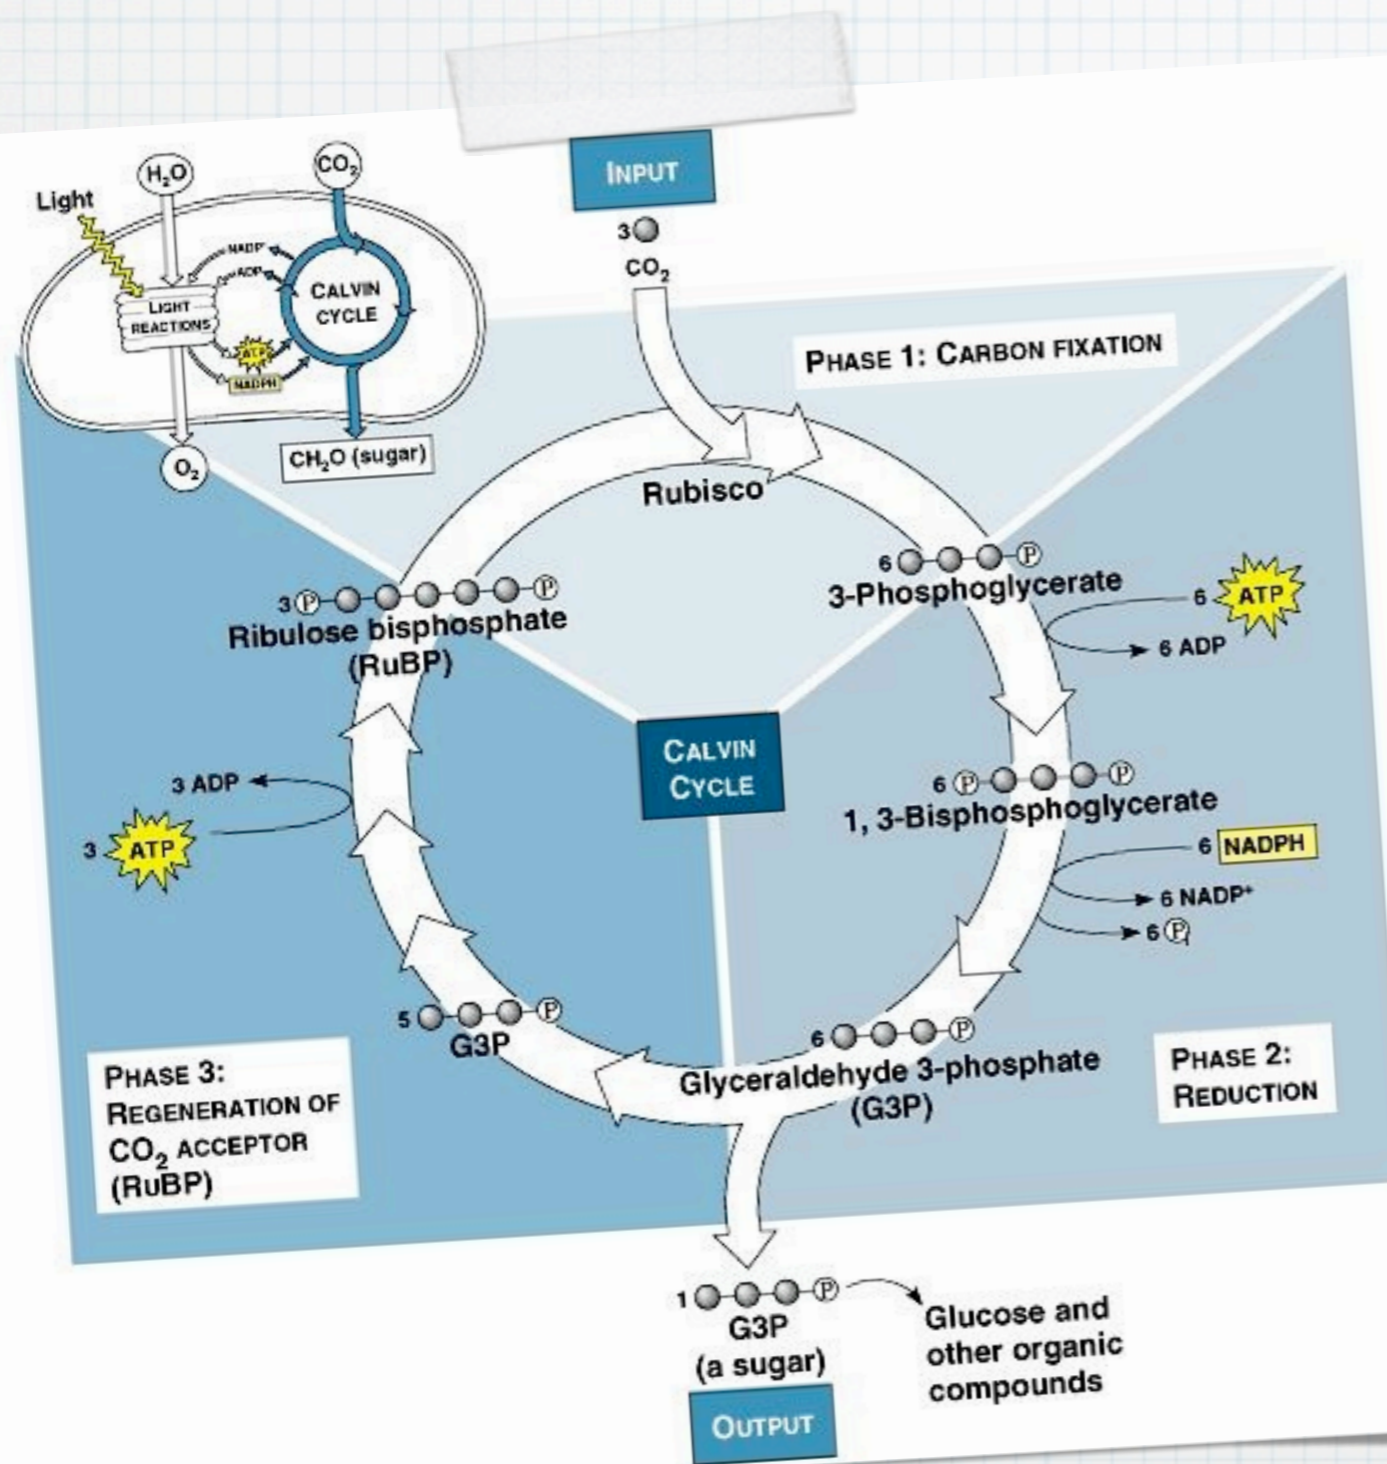 INPUT
3
CO₂
Light
H₂O
CO₂
NADP⁺
ADP
LIGHT
REACTIONS
CALVIN
CYCLE
ATP
NADPH
O₂
CH₂O (sugar)
PHASE 1: CARBON FIXATION
Rubisco
3 P P
Ribulose bisphosphate
(RuBP)
6 P
3-Phosphoglycerate
6 ATP
6 ADP
CALVIN
CYCLE
6 P P
1, 3-Bisphosphoglycerate
6 NADPH
6 NADP⁺
6 Pᵢ
3 ADP
3 ATP
5 P
G3P
6 P
Glyceraldehyde 3-phosphate
(G3P)
PHASE 2:
REDUCTION
PHASE 3:
REGENERATION OF
CO₂ ACCEPTOR
(RUBP)
1 P
G3P
(a sugar)
Glucose and
other organic
compounds
OUTPUT